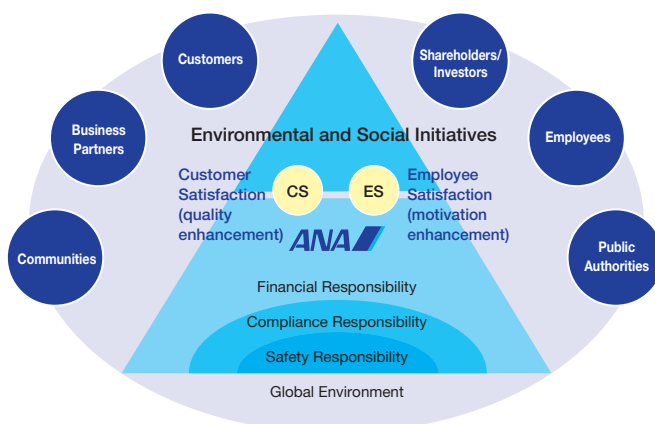 Customers
Shareholders/
Investors
Business
Partners
Employees
Environmental and Social Initiatives
Customer
Satisfaction
(quality
enhancement)
CS
ES
Employee
Satisfaction
(motivation
enhancement)
ANA
Communities
Public
Authorities
Financial Responsibility
Compliance Responsibility
Safety Responsibility
Global Environment